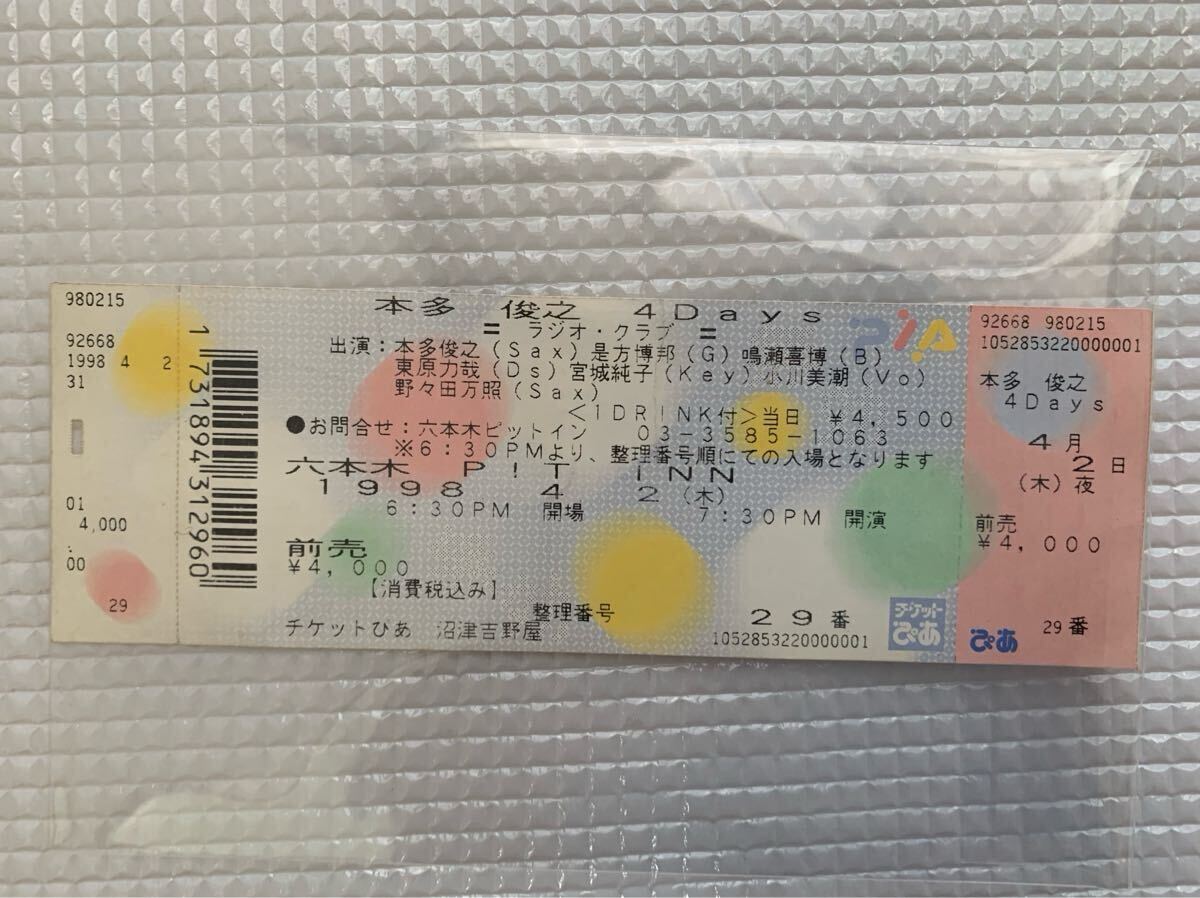 980215
92668
1998 4 2
31
01
4,000
.
00
29
1731894312960
本多 俊之 4Days
= ラジオ・クラブ =
出演：本多俊之（Sax）是方博邦（G）鳴瀬喜博（B）
東原力哉（Ds）宮城純子（Key）小川美潮（Vo）
野々田万照（Sax）
＜1DRINK付＞当日 ¥4,500
●お問合せ：六本木ピットイン 03-3585-1063
※6:30PMより、整理番号順にての入場となります
六本木 P!T INN
1998 4 2（木）
6:30PM 開場 7:30PM 開演
前売
¥4,000
【消費税込み】
整理番号 29番
チケットぴあ 沼津吉野屋 1052853220000001
PIA
チケット
ぴあ
92668 980215
1052853220000001
本多 俊之
4Days
4月
2日
（木）夜
前売
¥4,000
29番
ぴあ